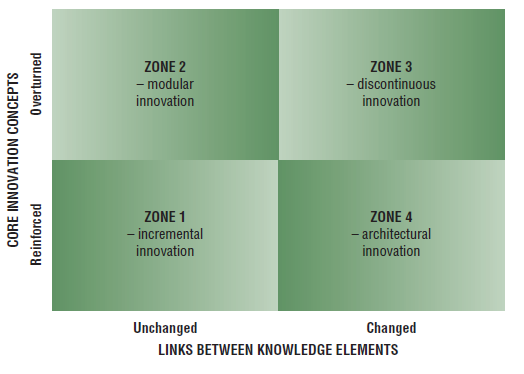 CORE INNOVATION CONCEPTS
Overturned
Reinforced
ZONE 2
– modular
innovation
ZONE 3
– discontinuous
innovation
ZONE 1
– incremental
innovation
ZONE 4
– architectural
innovation
Unchanged
Changed
LINKS BETWEEN KNOWLEDGE ELEMENTS